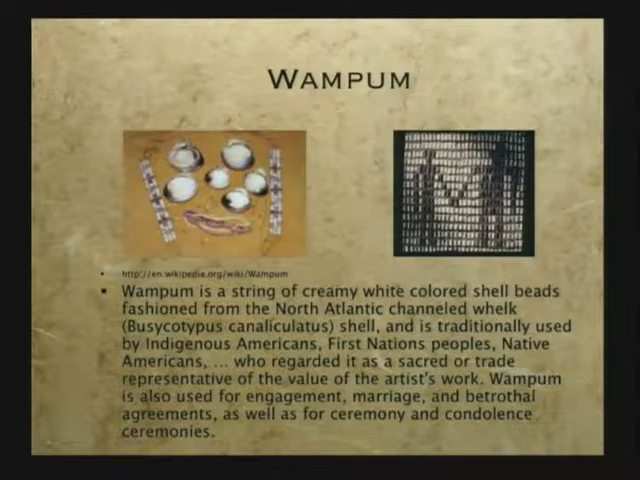 WAMPUM
• http://en.wikipedia.org/wiki/Wampum
• Wampum is a string of creamy white colored shell beads
fashioned from the North Atlantic channeled whelk
(Busycotypus canaliculatus) shell, and is traditionally used
by Indigenous Americans, First Nations peoples, Native
Americans, ... who regarded it as a sacred or trade
representative of the value of the artist's work. Wampum
is also used for engagement, marriage, and betrothal
agreements, as well as for ceremony and condolence
ceremonies.